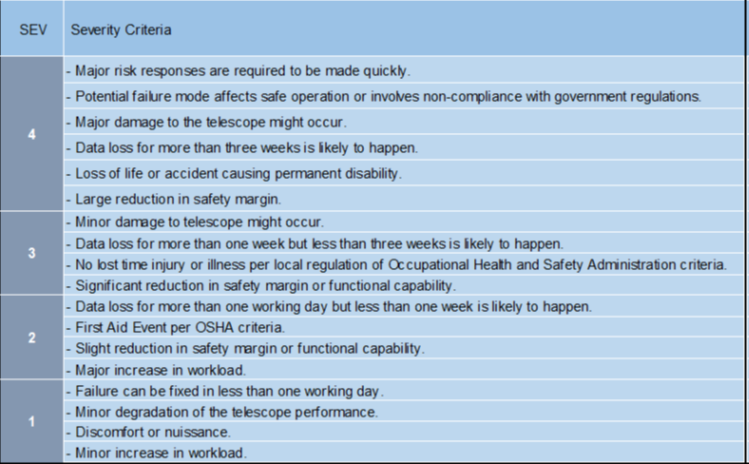 SEV Severity Criteria
4
- Major risk responses are required to be made quickly.
- Potential failure mode affects safe operation or involves non-compliance with government regulations.
- Major damage to the telescope might occur.
- Data loss for more than three weeks is likely to happen.
- Loss of life or accident causing permanent disability.
- Large reduction in safety margin.
3
- Minor damage to telescope might occur.
- Data loss for more than one week but less than three weeks is likely to happen.
- No lost time injury or illness per local regulation of Occupational Health and Safety Administration criteria.
- Significant reduction in safety margin or functional capability.
2
- Data loss for more than one working day but less than one week is likely to happen.
- First Aid Event per OSHA criteria.
- Slight reduction in safety margin or functional capability.
- Major increase in workload.
1
- Failure can be fixed in less than one working day.
- Minor degradation of the telescope performance.
- Discomfort or nuissance.
- Minor increase in workload.